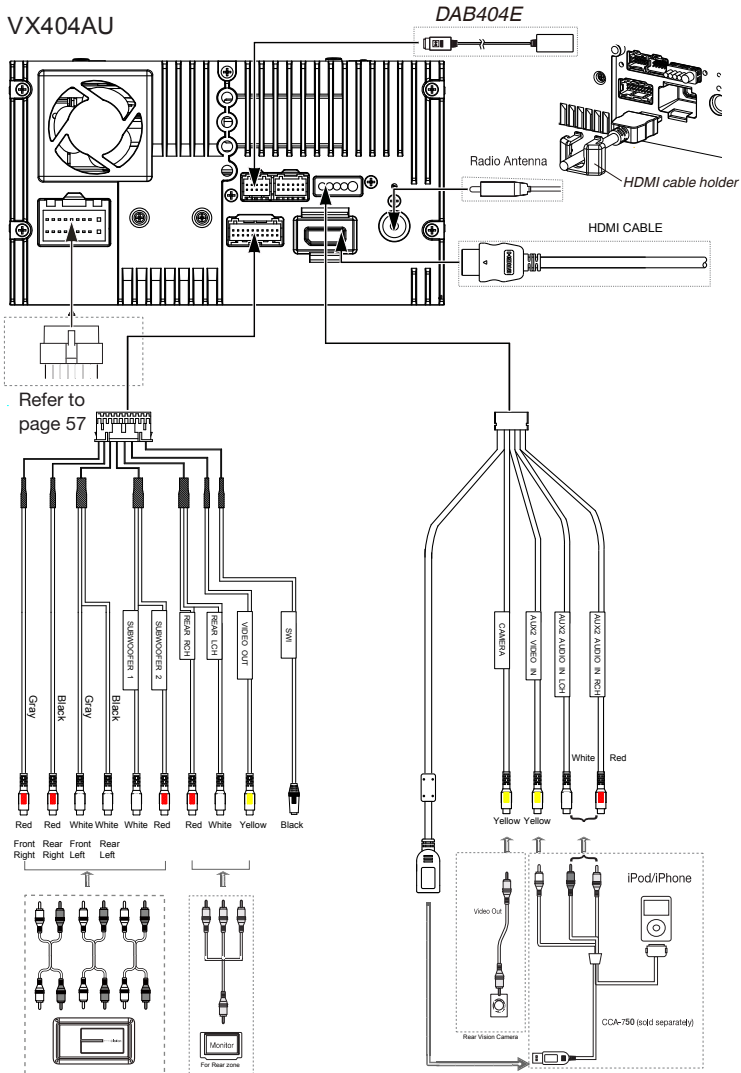 VX404AU
DAB404E
Radio Antenna
HDMI cable holder
HDMI CABLE
Refer to
page 57
SUBWOOFER 1
SUBWOOFER 2
REAR RCH
REAR LCH
VIDEO OUT
SWI
CAMERA
AUX2 VIDEO IN
AUX2 AUDIO IN LCH
AUX2 AUDIO IN RCH
Gray
Black
Gray
Black
White Red
Red Red White White White Red Red White Yellow Black
Yellow Yellow
Front Rear Front Rear
Right Right Left Left
iPod/iPhone
Video Out
CCA-750 (sold separately)
Rear Vision Camera
Monitor
For Rear zone